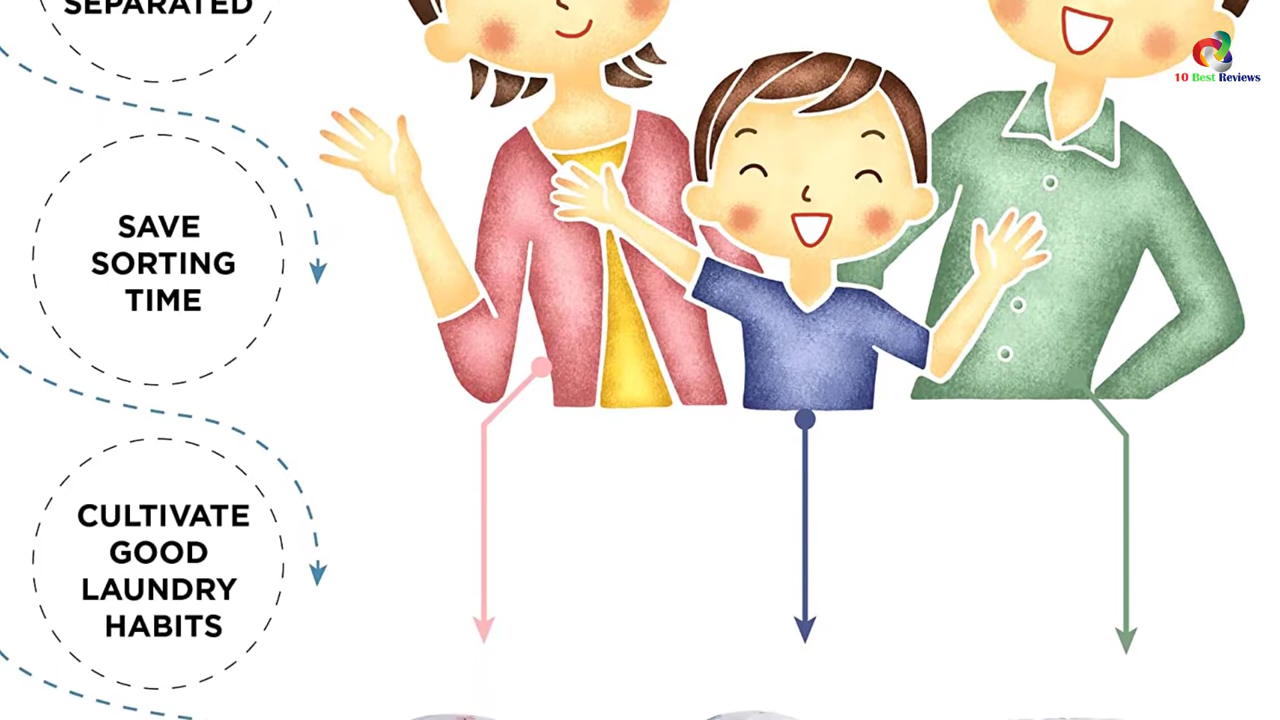 SEPARATED
SAVE
SORTING
TIME
CULTIVATE
GOOD
LAUNDRY
HABITS
10 Best Reviews